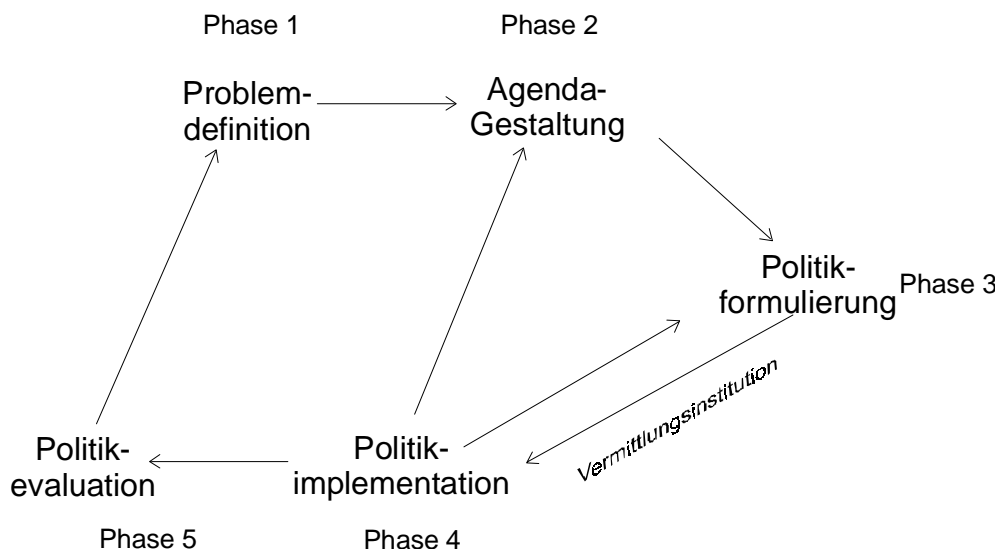 Phase 1
Phase 2
Problem-
definition
Agenda-
Gestaltung
Politik-
formulierung
Phase 3
Vermittlungsinstitution
Politik-
evaluation
Politik-
implementation
Phase 5
Phase 4